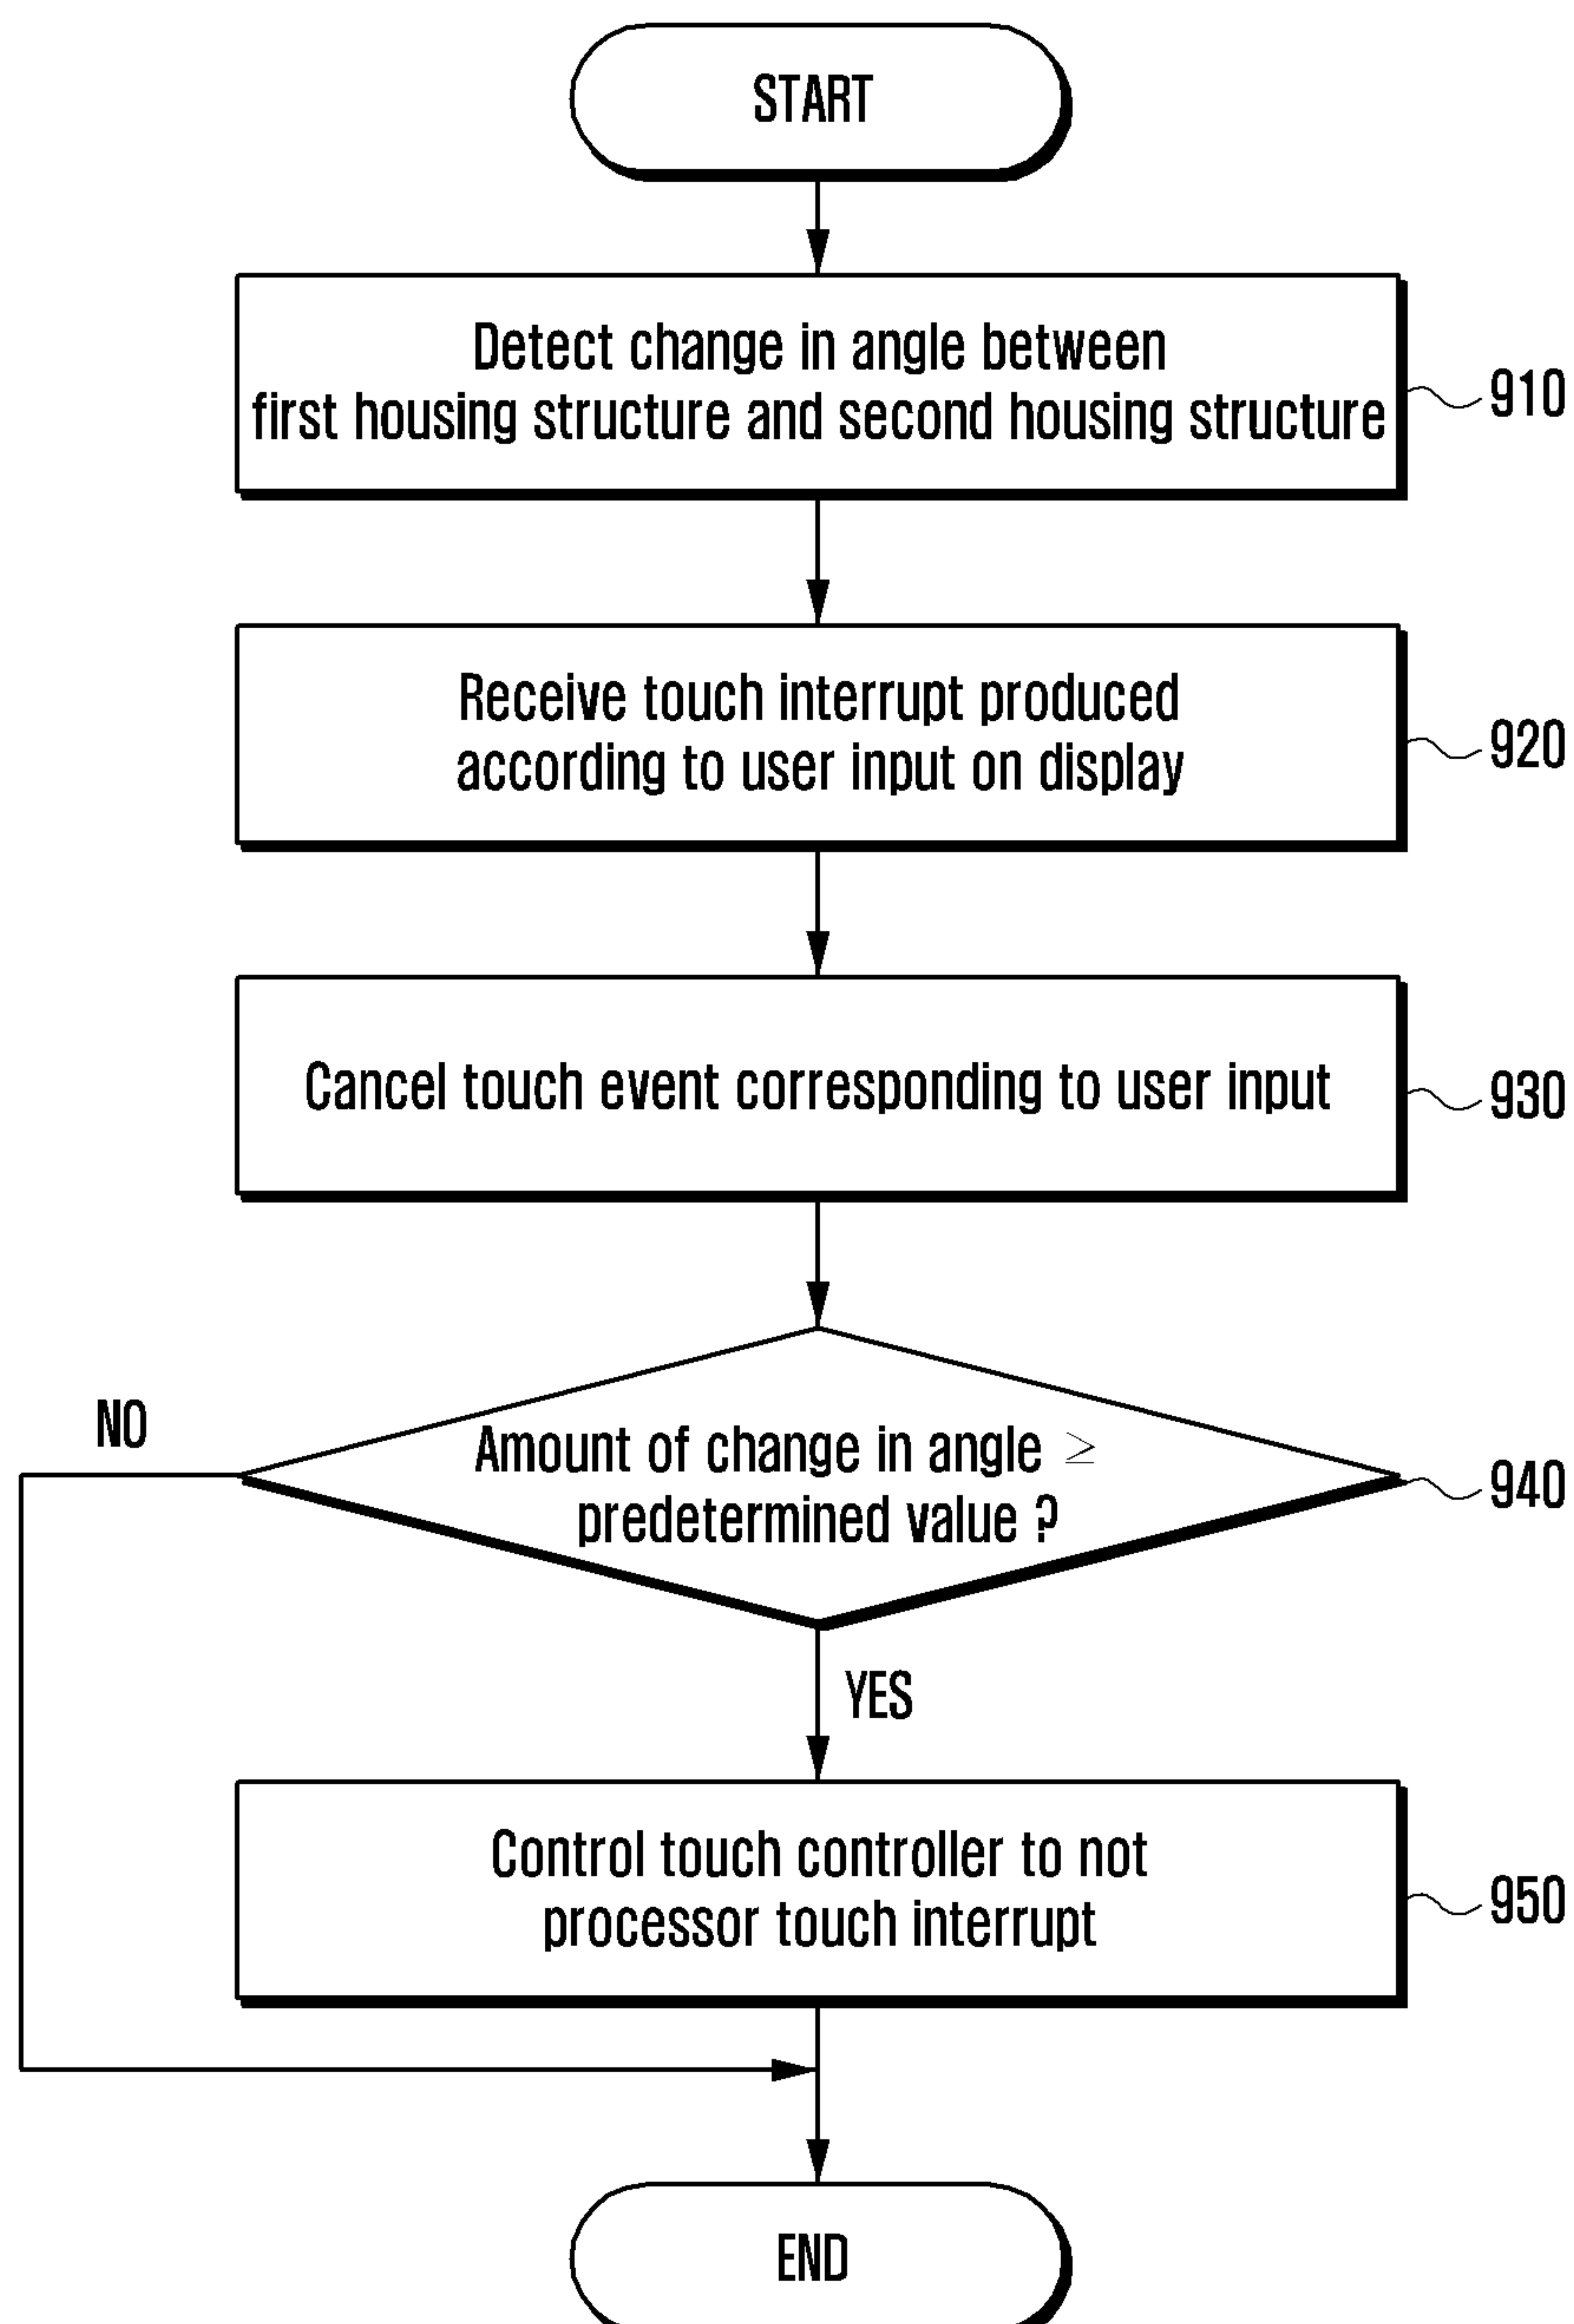 START
Detect change in angle between
first housing structure and second housing structure
910
Receive touch interrupt produced
according to user input on display
920
Cancel touch event corresponding to user input
930
NO
Amount of change in angle ≥
predetermined value ?
940
YES
Control touch controller to not
processor touch interrupt
950
END